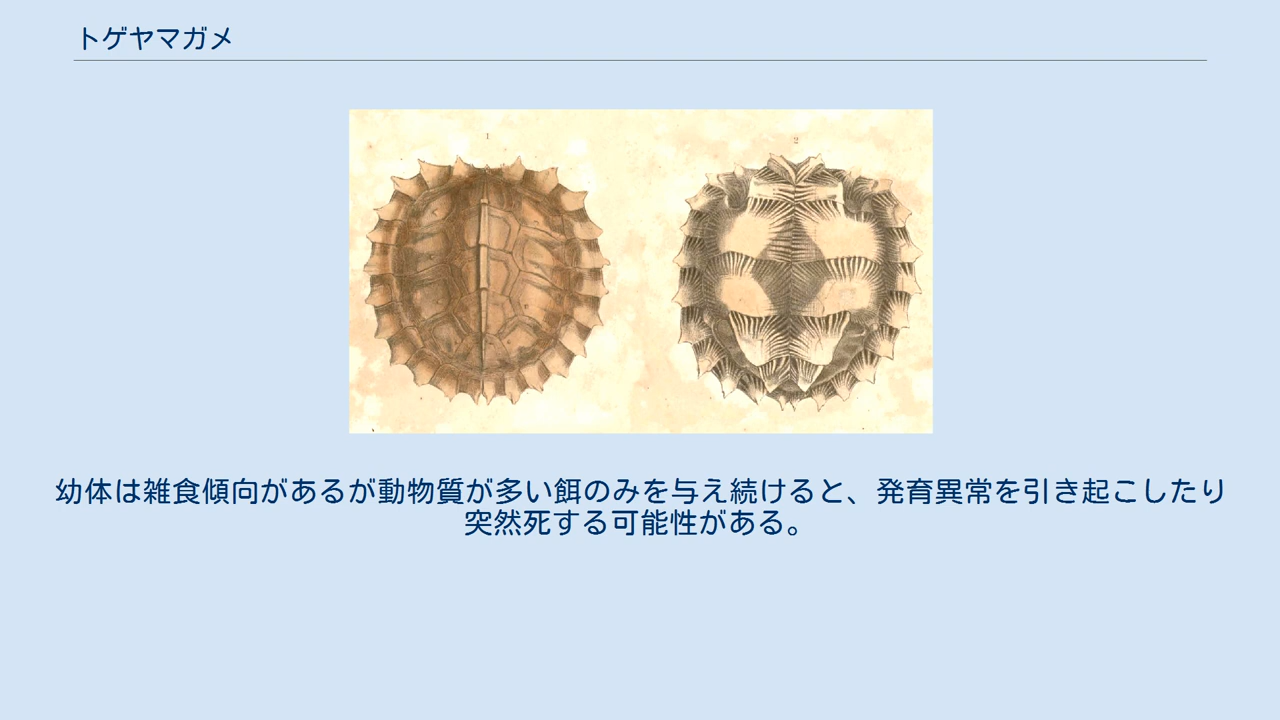 トゲヤマガメ
1
2
幼体は雑食傾向があるが動物質が多い餌のみを与え続けると、発育異常を引き起こしたり
突然死する可能性がある。